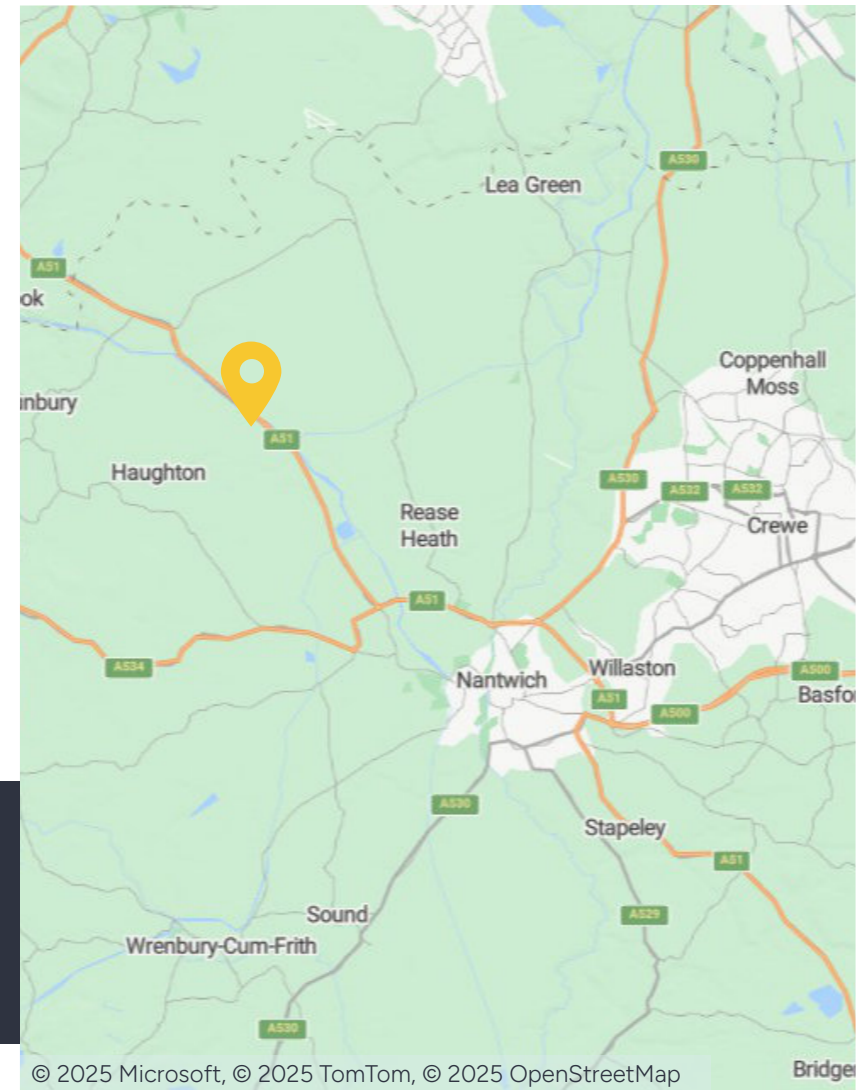 A530
Lea Green
A51
ok
Coppenhall
Moss
unbury
A51
Haughton
A530
A532
A532
Rease
Heath
Crewe
A51
A534
Willaston
A500
Nantwich
A51
Basfo
A500
A530
Stapeley
A51
Sound
A529
Wrenbury-Cum-Frith
A530
Bridge
© 2025 Microsoft, © 2025 TomTom, © 2025 OpenStreetMap